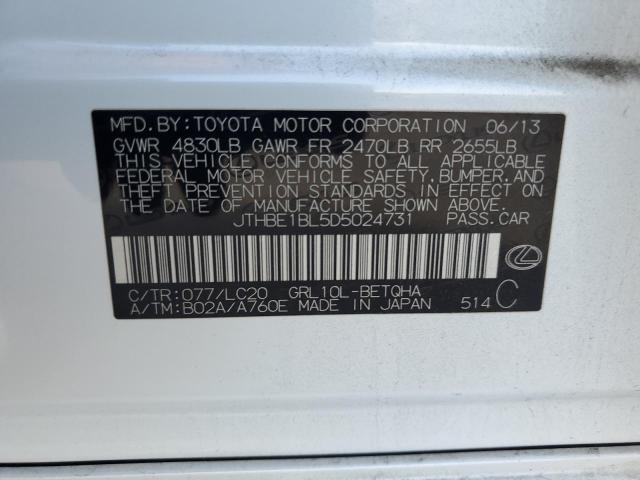 MFD.BY:TOYOTA MOTOR CORPORATION 06/13
GVWR 4830LB GAWR FR 2470LB RR 2655LB
THIS VEHICLE CONFORMS TO ALL APPLICABLE
FEDERAL MOTOR VEHICLE SAFETY,BUMPER,AND
THEFT PREVENTION STANDARDS IN EFFECT ON
THE DATE OF MANUFACTURE SHOWN ABOVE.
JTHBE1BL5D5024731 PASS.CAR
C/TR:077/LC20 GRL10L-BETQHA
A/TM:B02A/A760E MADE IN JAPAN 514 C